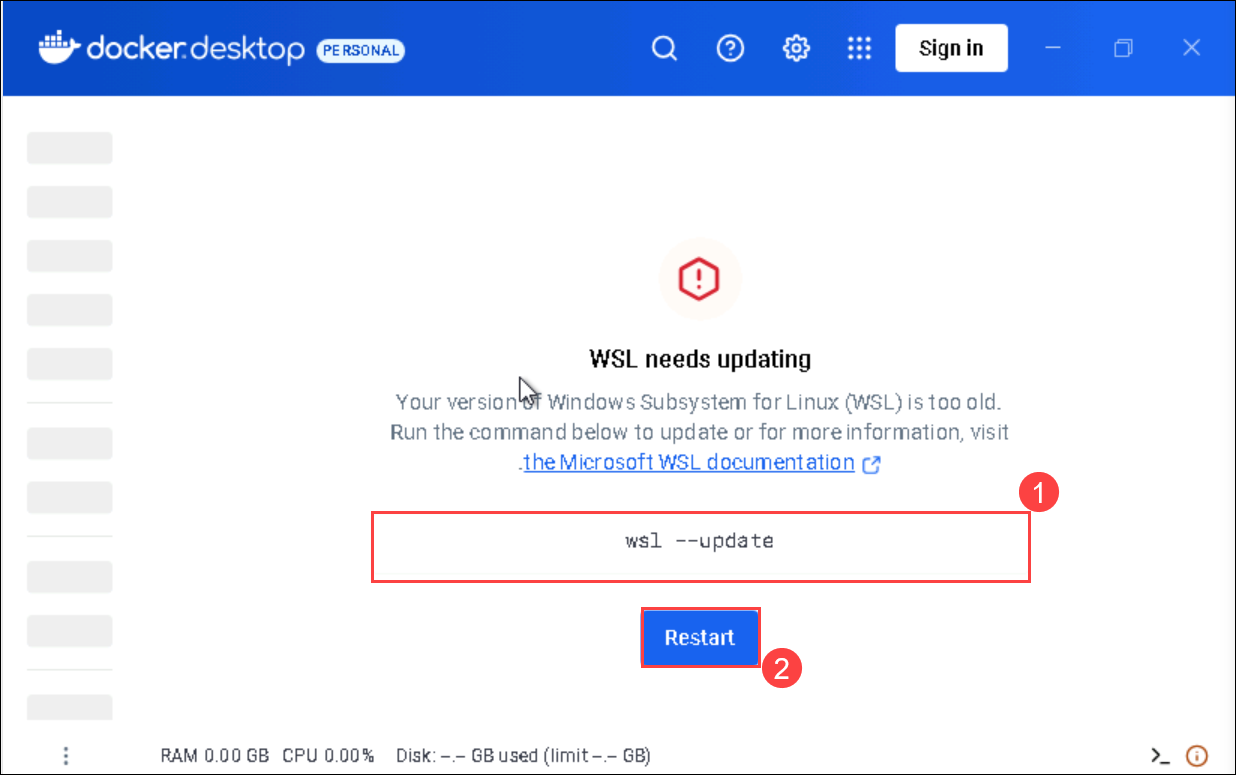 docker.desktop PERSONAL Sign in
WSL needs updating
Your version of Windows Subsystem for Linux (WSL) is too old.
Run the command below to update or for more information, visit
.the Microsoft WSL documentation
1
wsl --update
Restart
2
RAM 0.00 GB CPU 0.00% Disk: –.– GB used (limit –.– GB)